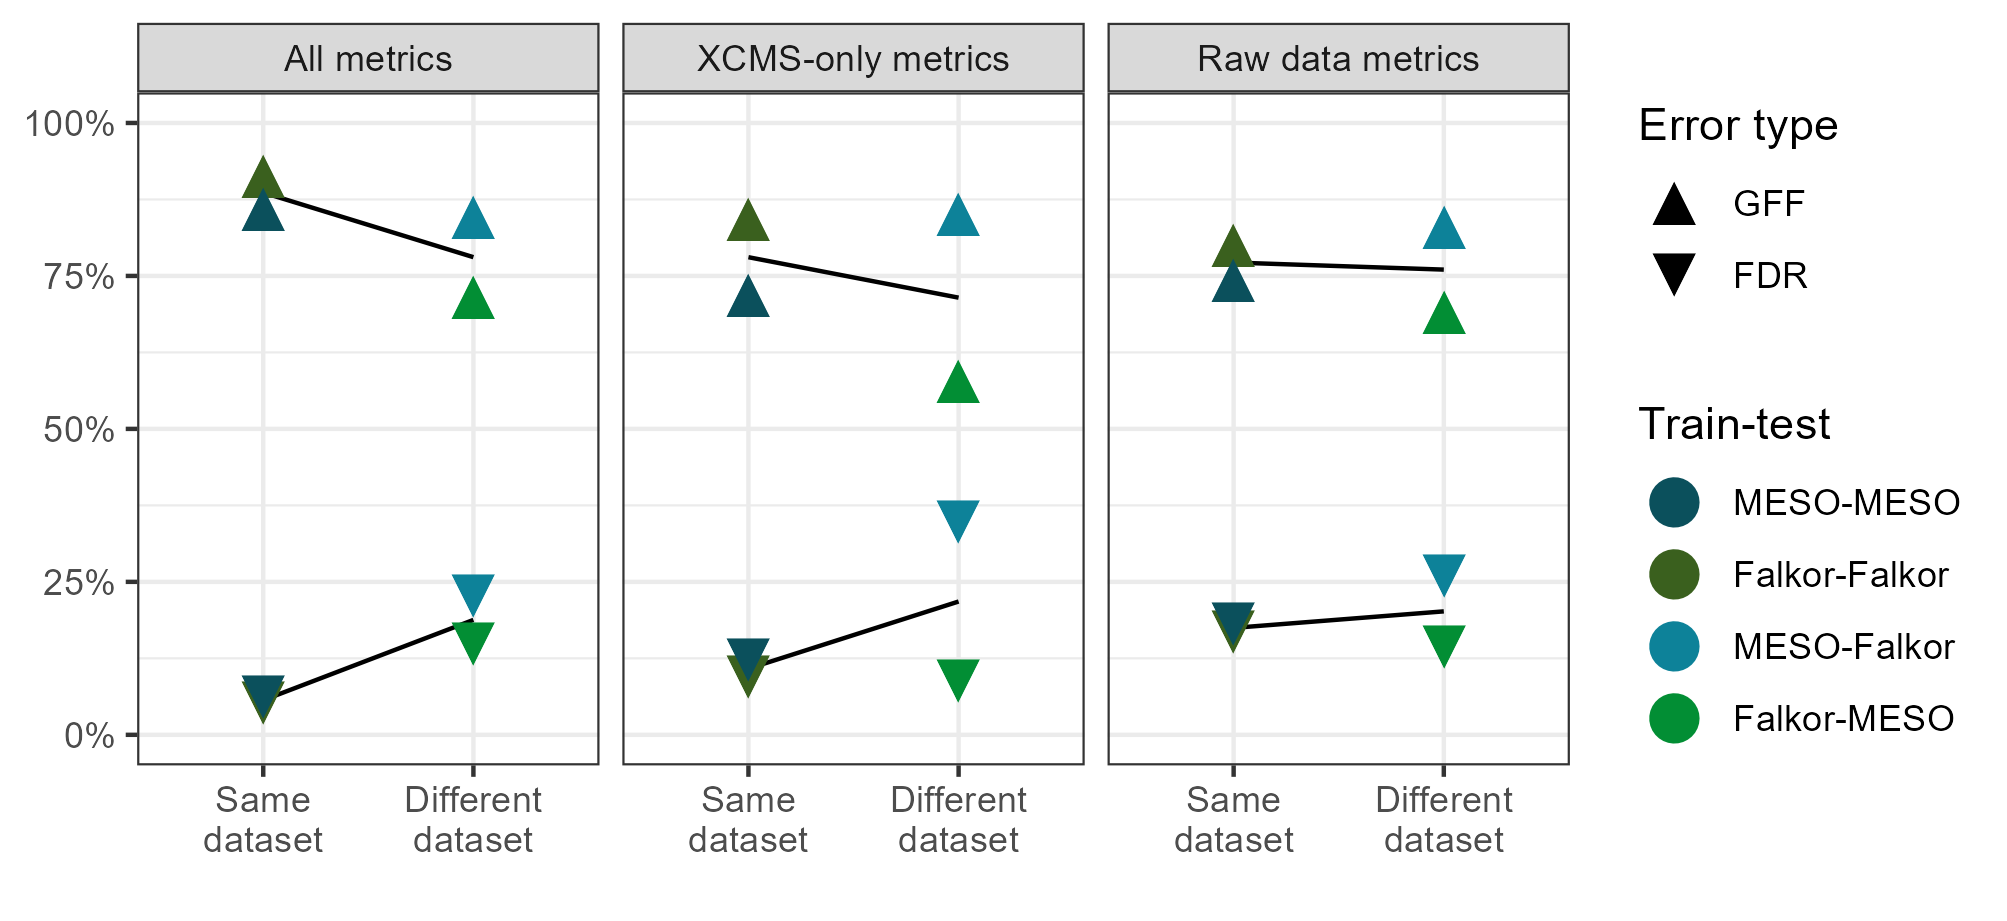 All metrics
XCMS-only metrics
Raw data metrics
100%
75%
50%
25%
0%
Same
dataset
Different
dataset
Same
dataset
Different
dataset
Same
dataset
Different
dataset
Error type
GFF
FDR
Train-test
MESO-MESO
Falkor-Falkor
MESO-Falkor
Falkor-MESO